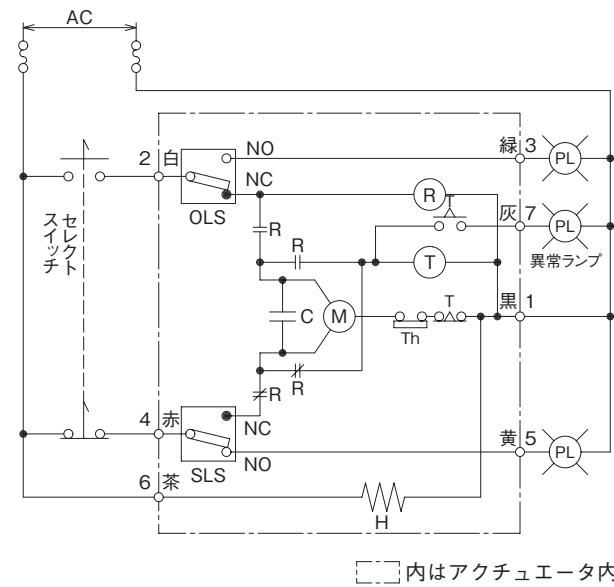 AC
2 白
NO
緑 3
PL
NC
OLS
R
T
灰 7
PL
セレクト
スイッチ
R
R
T
異常ランプ
C
M
Th
T
黒 1
R
R
4 赤
NC
SLS
NO
黄 5
PL
6 茶
H
内はアクチュエータ内